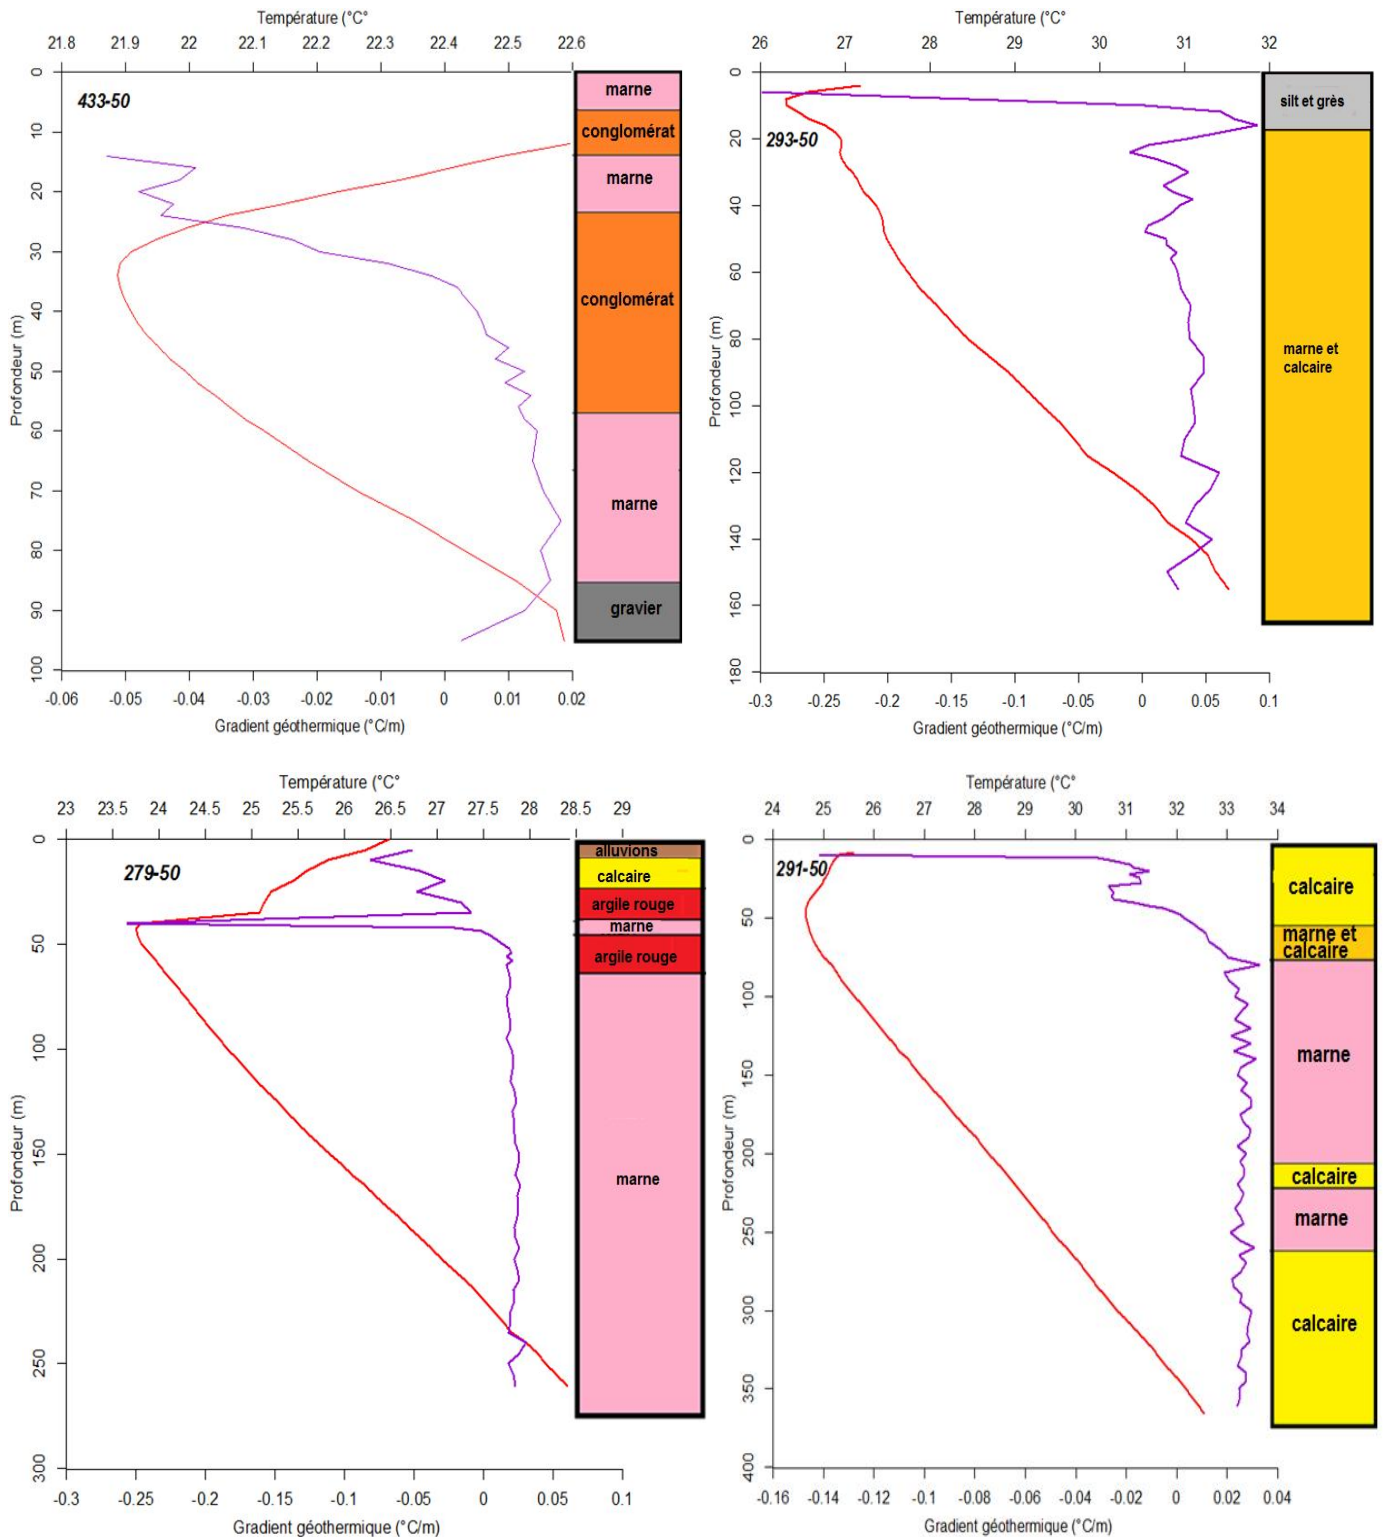 Température (°C°
21.8 21.9 22 22.1 22.2 22.3 22.4 22.5 22.6
433-50
Profondeur (m)
0
10
20
30
40
50
60
70
80
90
100
marne
conglomérat
marne
conglomérat
marne
gravier
-0.06 -0.05 -0.04 -0.03 -0.02 -0.01 0 0.01 0.02
Gradient géothermique (°C/m)
Température (°C°
26 27 28 29 30 31 32
293-50
Profondeur (m)
0
20
40
60
80
100
120
140
160
180
silt et grès
marne et
calcaire
-0.3 -0.25 -0.2 -0.15 -0.1 -0.05 0 0.05 0.1
Gradient géothermique (°C/m)
Température (°C°
23 23.5 24 24.5 25 25.5 26 26.5 27 27.5 28 28.5 29
279-50
Profondeur (m)
0
50
100
150
200
250
300
alluvions
calcaire
argile rouge
marne
argile rouge
marne
-0.3 -0.25 -0.2 -0.15 -0.1 -0.05 0 0.05 0.1
Gradient géothermique (°C/m)
Température (°C°
24 25 26 27 28 29 30 31 32 33 34
291-50
Profondeur (m)
0
50
100
150
200
250
300
350
400
calcaire
marne et
calcaire
marne
calcaire
marne
calcaire
-0.16 -0.14 -0.12 -0.1 -0.08 -0.06 -0.04 -0.02 0 0.02 0.04
Gradient géothermique (°C/m)